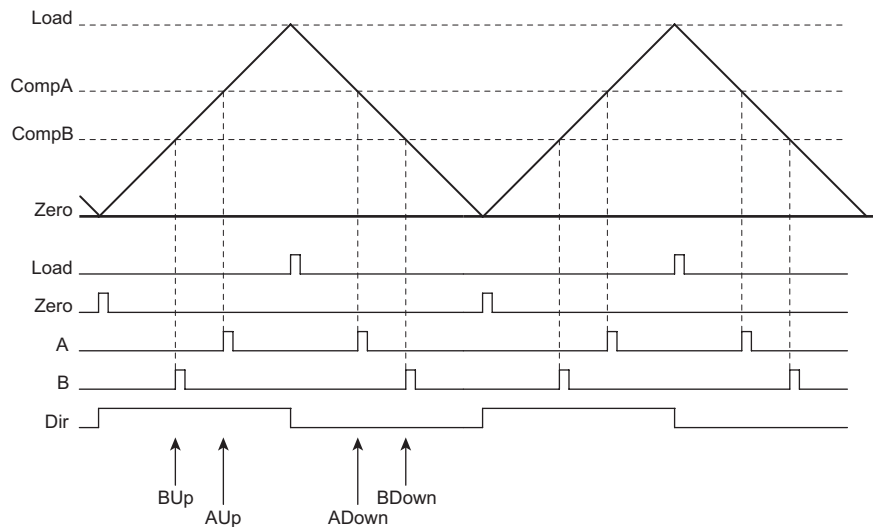 Load
CompA
CompB
Zero
Load
Zero
A
B
Dir
BUp
BDown
AUp
ADown